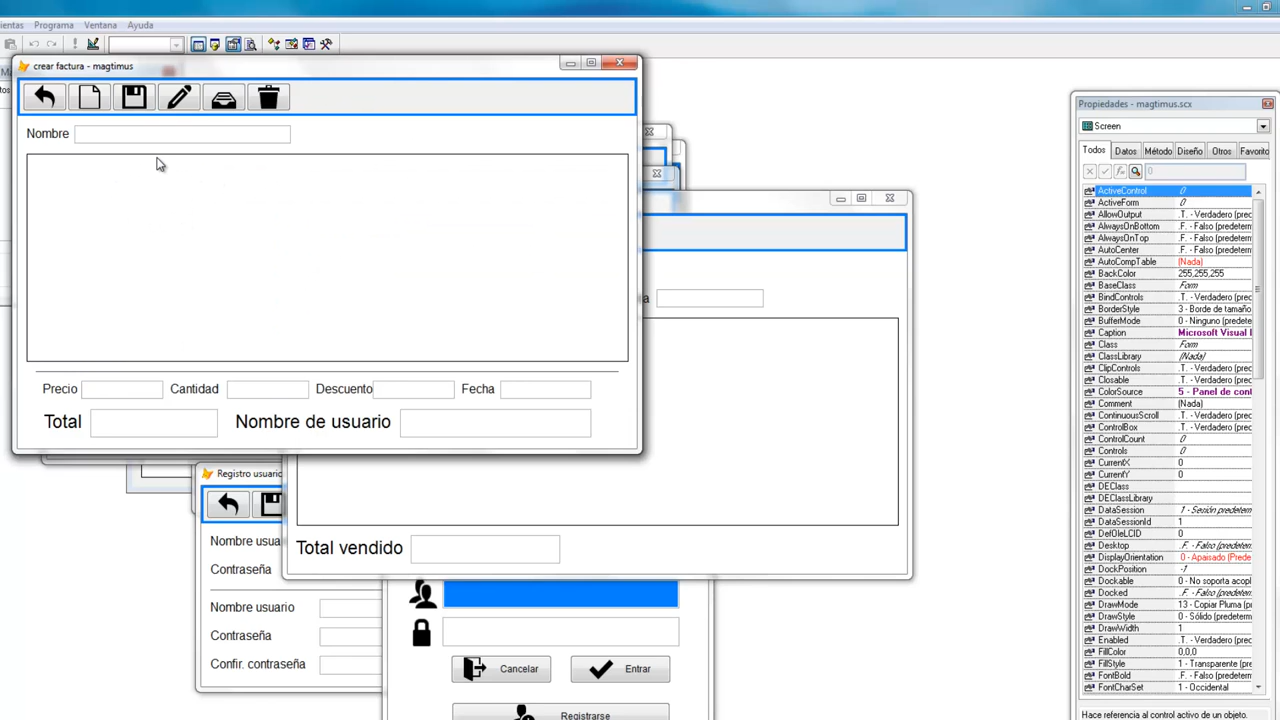 ientas Programa Ventana Ayuda
crear factura - magtimus
Nombre
Precio Cantidad Descuento Fecha
Total Nombre de usuario
a
Total vendido
Registro usuario
Nombre usua
Contraseña
Nombre usuario
Contraseña
Confir. contraseña
Cancelar Entrar
Registrarse
Propiedades - magtimus.scx
Screen
Todos Datos Método Diseño Otros Favorito
0
ActiveControl 0
ActiveForm 0
AllowOutput .T. - Verdadero (prec
AlwaysOnBottom .F. - Falso (predeterm
AlwaysOnTop .F. - Falso (predeterm
AutoCenter .F. - Falso (predeterm
AutoCompTable (Nada)
BackColor 255,255,255
BaseClass Form
BindControls .T. - Verdadero (prec
BorderStyle 3 - Borde de tamaño
BufferMode 0 - Ninguno (predete
Caption Microsoft Visual
Class Form
ClassLibrary (Nada)
ClipControls .T. - Verdadero (prec
Closable .T. - Verdadero (prec
ColorSource 5 - Panel de cont
Comment (Nada)
ContinuousScroll .T. - Verdadero (prec
ControlBox .T. - Verdadero (prec
ControlCount 0
Controls 0
CurrentX 0
CurrentY 0
DEClass
DEClassLibrary
DataSession 1 - Sesión predetern
DataSessionId 1
DefOleLCID 0
Desktop .F. - Falso (predeterm
DisplayOrientation 0 - Apaisado (Prede
DockPosition -1
Dockable 0 - No soporta acopl
Docked .F. - Falso (predeterm
DrawMode 13 - Copiar Pluma (p
DrawStyle 0 - Sólido (predeterm
DrawWidth 1
Enabled .T. - Verdadero (prec
FillColor 0,0,0
FillStyle 1 - Transparente (pre
FontBold .F. - Falso (predeterm
FontCharSet 1 - Occidental
Hace referencia al control activo de un objeto.